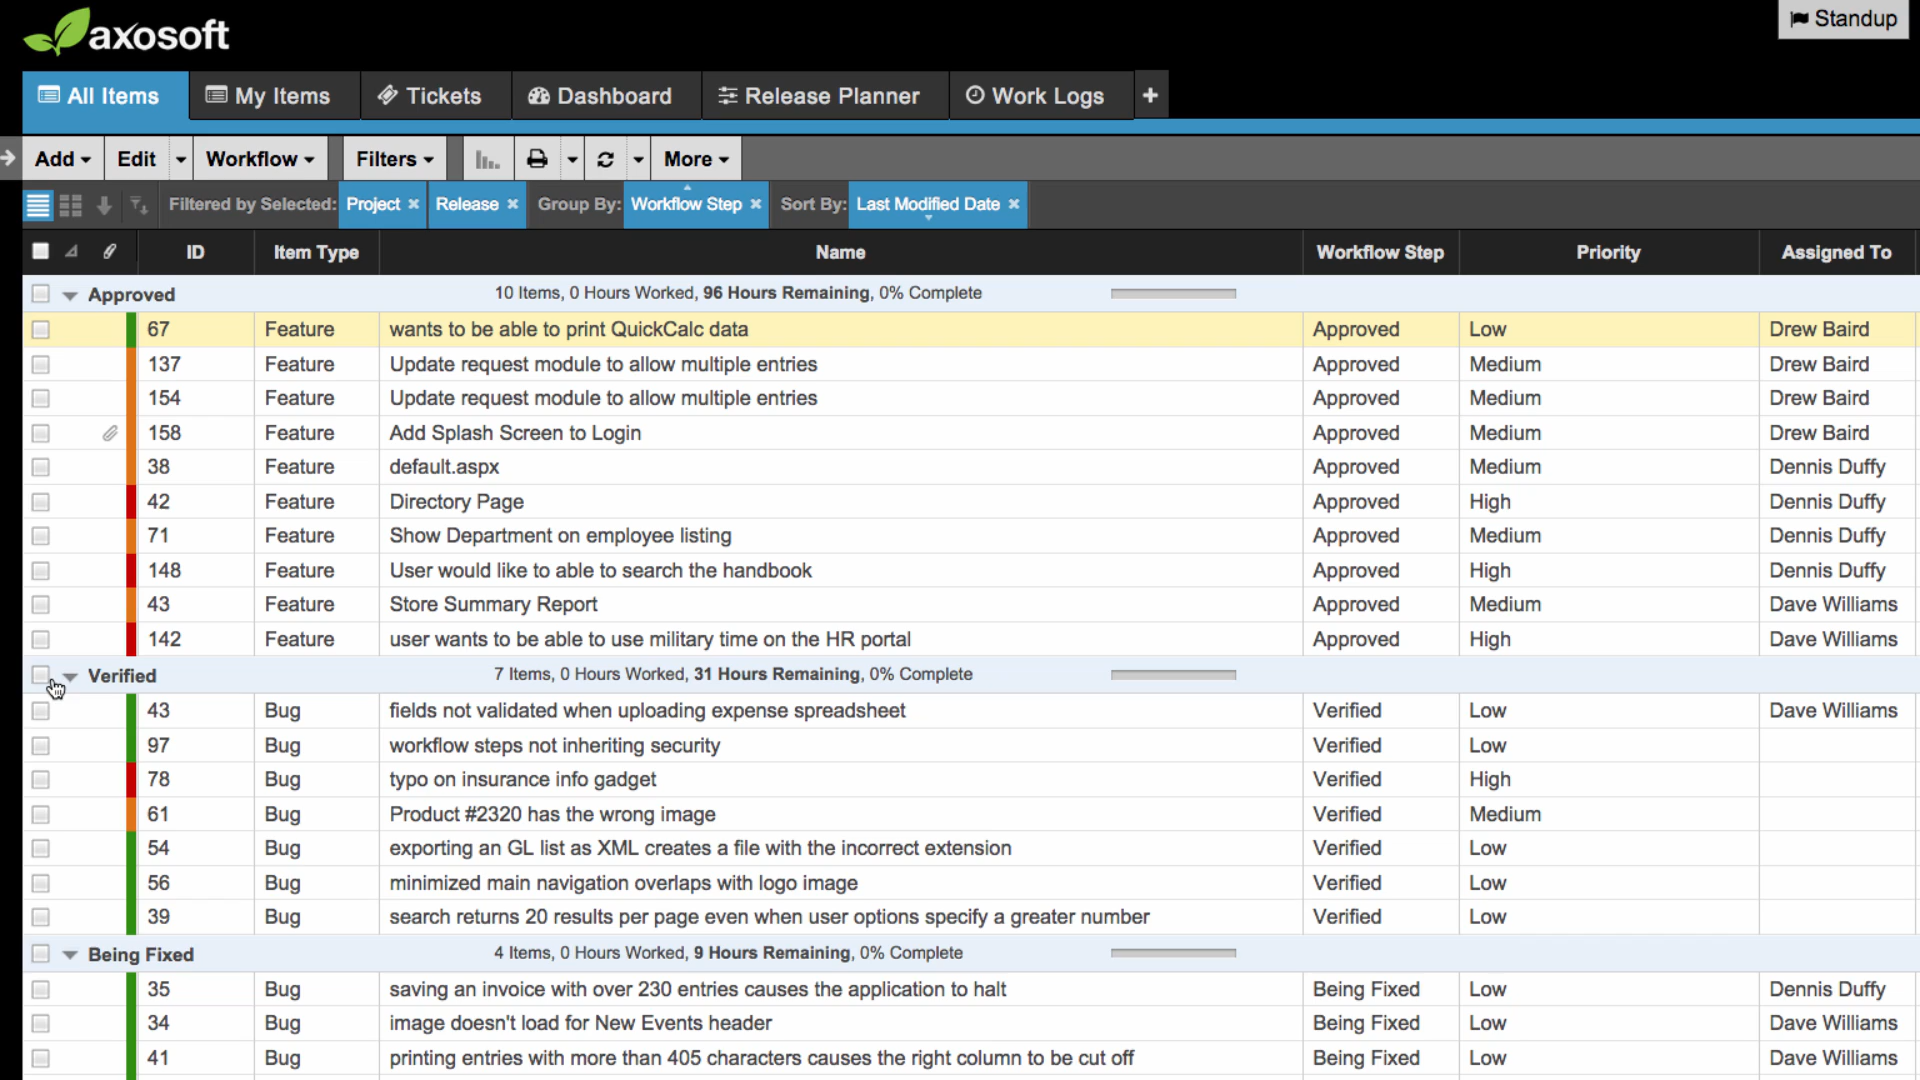 axosoft
Standup
All Items My Items Tickets Dashboard Release Planner Work Logs +
Add Edit Workflow Filters More
Filtered by Selected: Project × Release × Group By: Workflow Step × Sort By: Last Modified Date ×
ID Item Type Name Workflow Step Priority Assigned To
Approved 10 Items, 0 Hours Worked, 96 Hours Remaining, 0% Complete
67 Feature wants to be able to print QuickCalc data Approved Low Drew Baird
137 Feature Update request module to allow multiple entries Approved Medium Drew Baird
154 Feature Update request module to allow multiple entries Approved Medium Drew Baird
158 Feature Add Splash Screen to Login Approved Medium Drew Baird
38 Feature default.aspx Approved Medium Dennis Duffy
42 Feature Directory Page Approved High Dennis Duffy
71 Feature Show Department on employee listing Approved Medium Dennis Duffy
148 Feature User would like to able to search the handbook Approved High Dennis Duffy
43 Feature Store Summary Report Approved Medium Dave Williams
142 Feature user wants to be able to use military time on the HR portal Approved High Dave Williams
Verified 7 Items, 0 Hours Worked, 31 Hours Remaining, 0% Complete
43 Bug fields not validated when uploading expense spreadsheet Verified Low Dave Williams
97 Bug workflow steps not inheriting security Verified Low
78 Bug typo on insurance info gadget Verified High
61 Bug Product #2320 has the wrong image Verified Medium
54 Bug exporting an GL list as XML creates a file with the incorrect extension Verified Low
56 Bug minimized main navigation overlaps with logo image Verified Low
39 Bug search returns 20 results per page even when user options specify a greater number Verified Low
Being Fixed 4 Items, 0 Hours Worked, 9 Hours Remaining, 0% Complete
35 Bug saving an invoice with over 230 entries causes the application to halt Being Fixed Low Dennis Duffy
34 Bug image doesn't load for New Events header Being Fixed Low Dave Williams
41 Bug printing entries with more than 405 characters causes the right column to be cut off Being Fixed Low Dave Williams